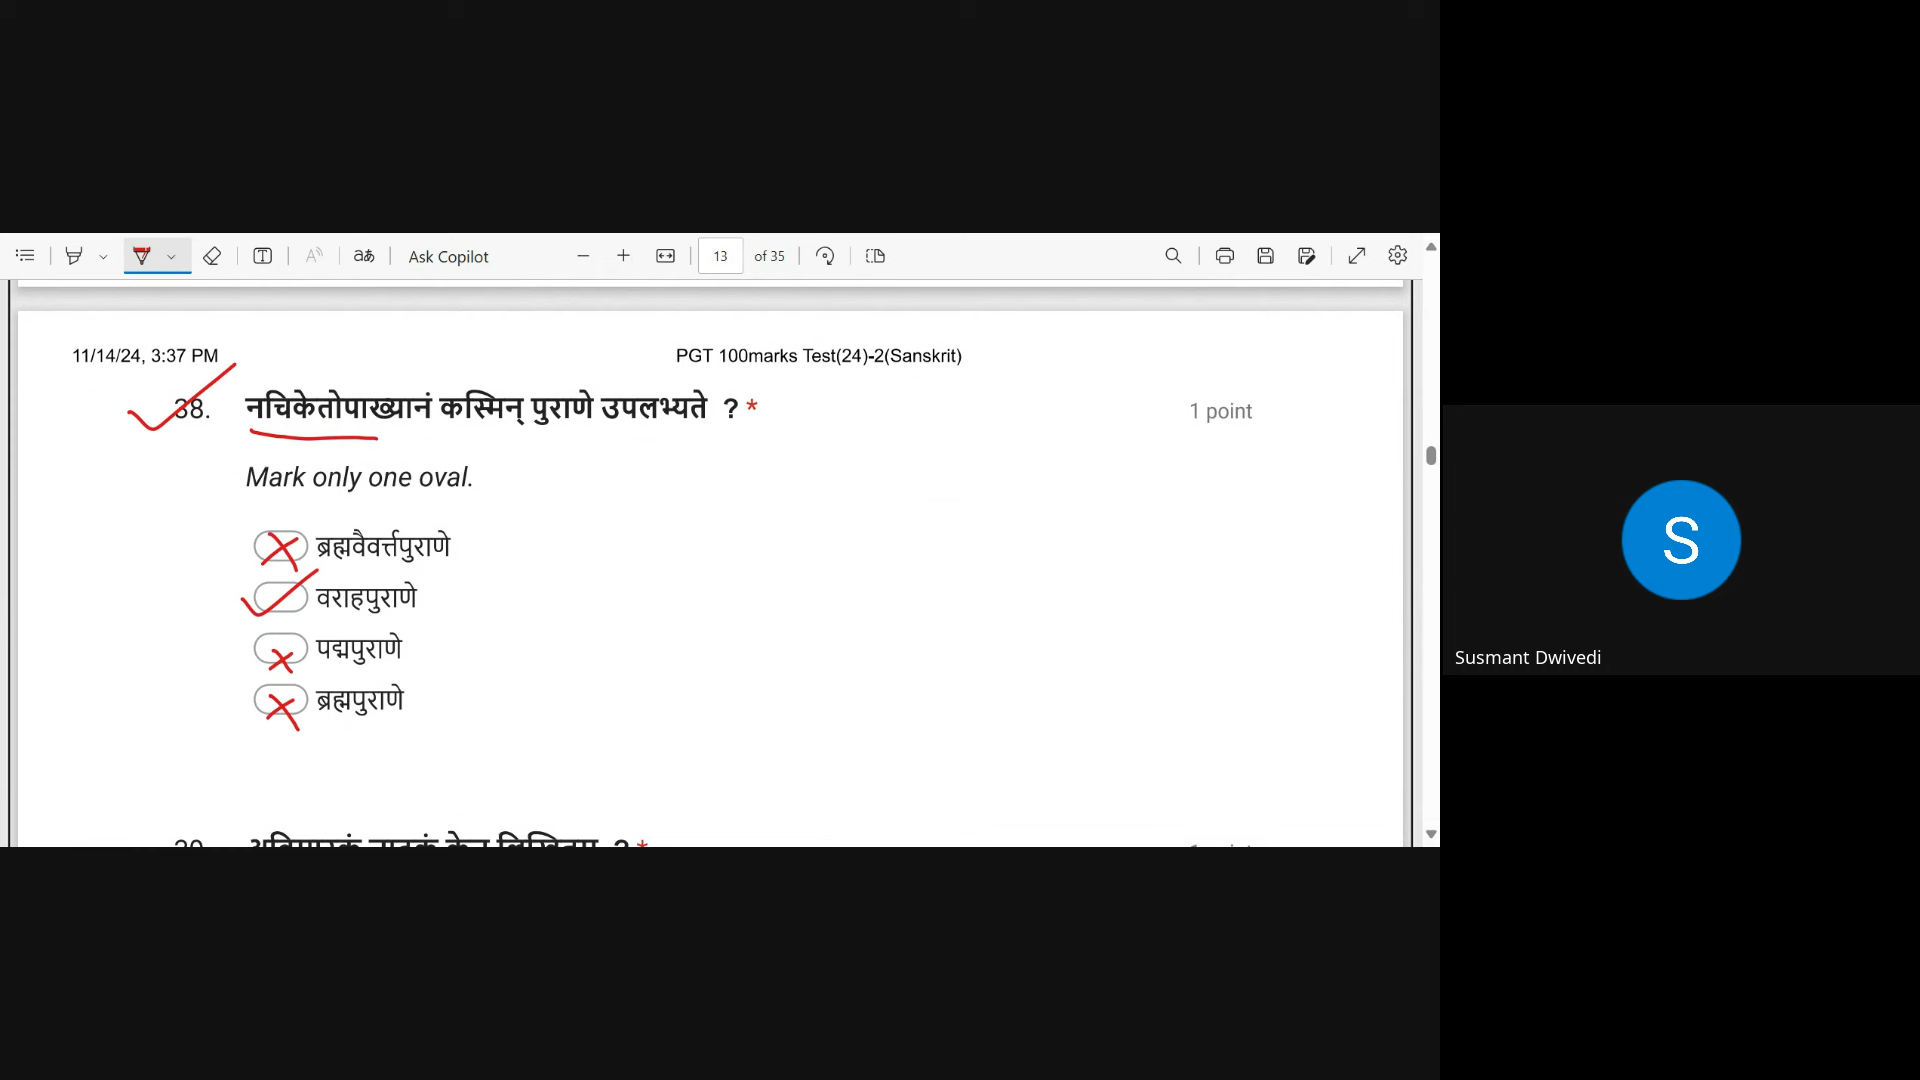 Ask Copilot
13 of 35
11/14/24, 3:37 PM PGT 100marks Test(24)-2(Sanskrit)
38. नचिकेतोपाख्यानं कस्मिन् पुराणे उपलभ्यते ? * 1 point
Mark only one oval.
ब्रह्मवैवर्त्तपुराणे
वराहपुराणे
पद्मपुराणे
ब्रह्मपुराणे
S
Susmant Dwivedi